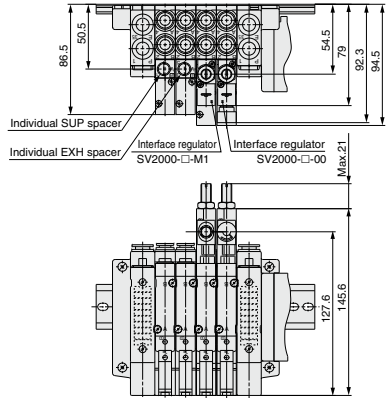 86.5
50.5
54.5
79
92.3
94.5
Individual SUP spacer
Individual EXH spacer
Interface regulator
SV2000-□-M1
Interface regulator
SV2000-□-00
Max.21
127.6
145.6